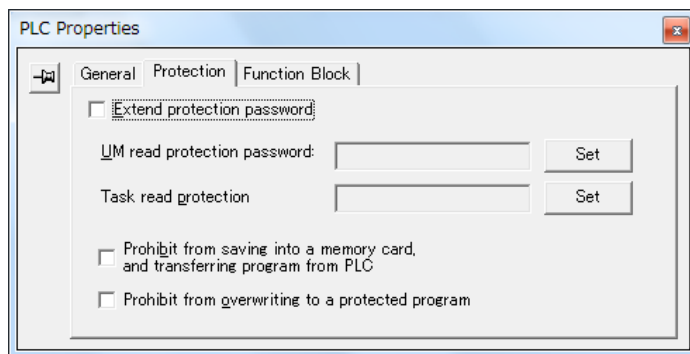 PLC Properties
x
General Protection Function Block
Extend protection password
UM read protection password: Set
Task read protection Set
Prohibit from saving into a memory card,
and transferring program from PLC
Prohibit from overwriting to a protected program